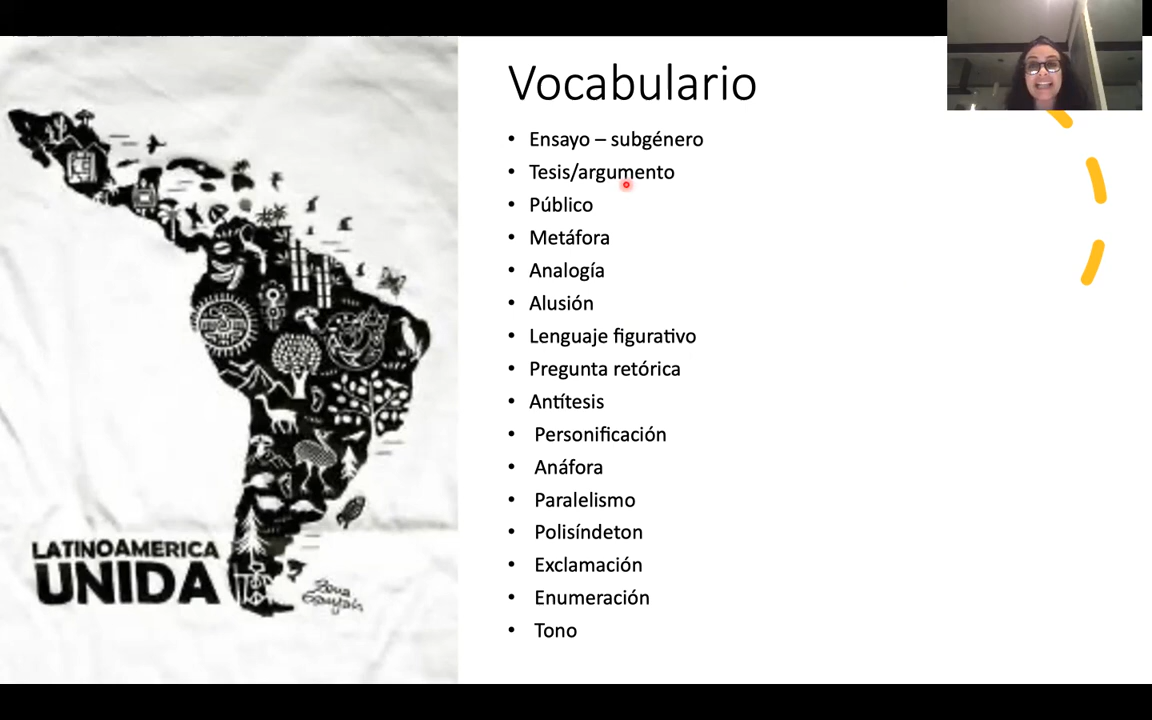 Vocabulario
• Ensayo – subgénero
• Tesis/argumento
• Público
• Metáfora
• Analogía
• Alusión
• Lenguaje figurativo
• Pregunta retórica
• Antítesis
• Personificación
• Anáfora
• Paralelismo
• Polisíndeton
• Exclamación
• Enumeración
• Tono
LATINOAMERICA
UNIDA